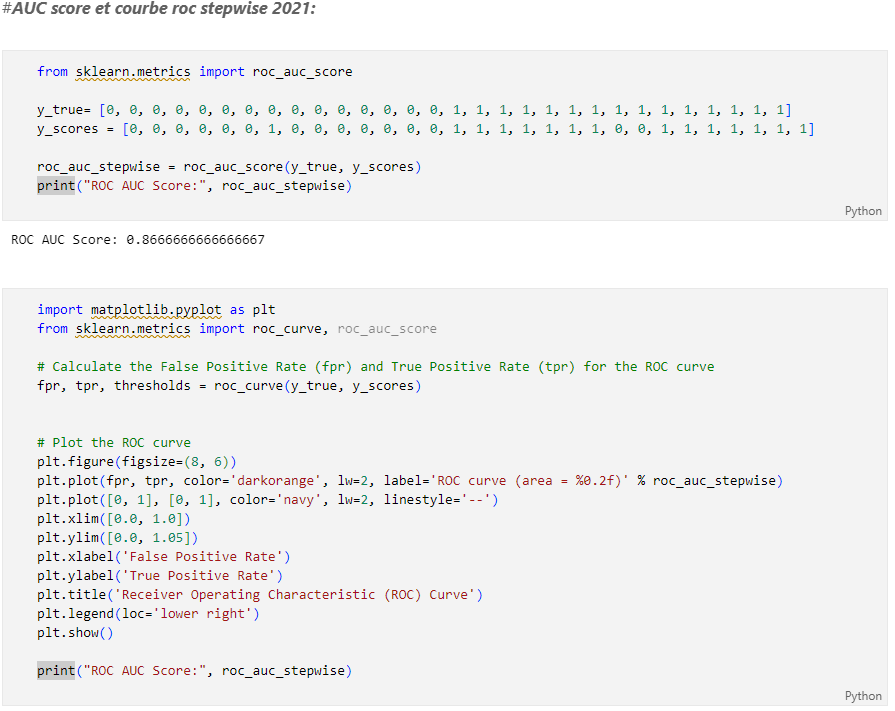 #AUC score et courbe roc stepwise 2021:
from sklearn.metrics import roc_auc_score
y_true= [0, 0, 0, 0, 0, 0, 0, 0, 0, 0, 0, 0, 0, 0, 0, 1, 1, 1, 1, 1, 1, 1, 1, 1, 1, 1, 1, 1, 1, 1]
y_scores = [0, 0, 0, 0, 0, 0, 1, 0, 0, 0, 0, 0, 0, 0, 1, 1, 1, 1, 1, 1, 1, 0, 0, 1, 1, 1, 1, 1, 1, 1]
roc_auc_stepwise = roc_auc_score(y_true, y_scores)
print("ROC AUC Score:", roc_auc_stepwise)
Python
ROC AUC Score: 0.8666666666666667
import matplotlib.pyplot as plt
from sklearn.metrics import roc_curve, roc_auc_score
# Calculate the False Positive Rate (fpr) and True Positive Rate (tpr) for the ROC curve
fpr, tpr, thresholds = roc_curve(y_true, y_scores)
# Plot the ROC curve
plt.figure(figsize=(8, 6))
plt.plot(fpr, tpr, color='darkorange', lw=2, label='ROC curve (area = %0.2f)' % roc_auc_stepwise)
plt.plot([0, 1], [0, 1], color='navy', lw=2, linestyle='--')
plt.xlim([0.0, 1.0])
plt.ylim([0.0, 1.05])
plt.xlabel('False Positive Rate')
plt.ylabel('True Positive Rate')
plt.title('Receiver Operating Characteristic (ROC) Curve')
plt.legend(loc='lower right')
plt.show()
print("ROC AUC Score:", roc_auc_stepwise)
Python